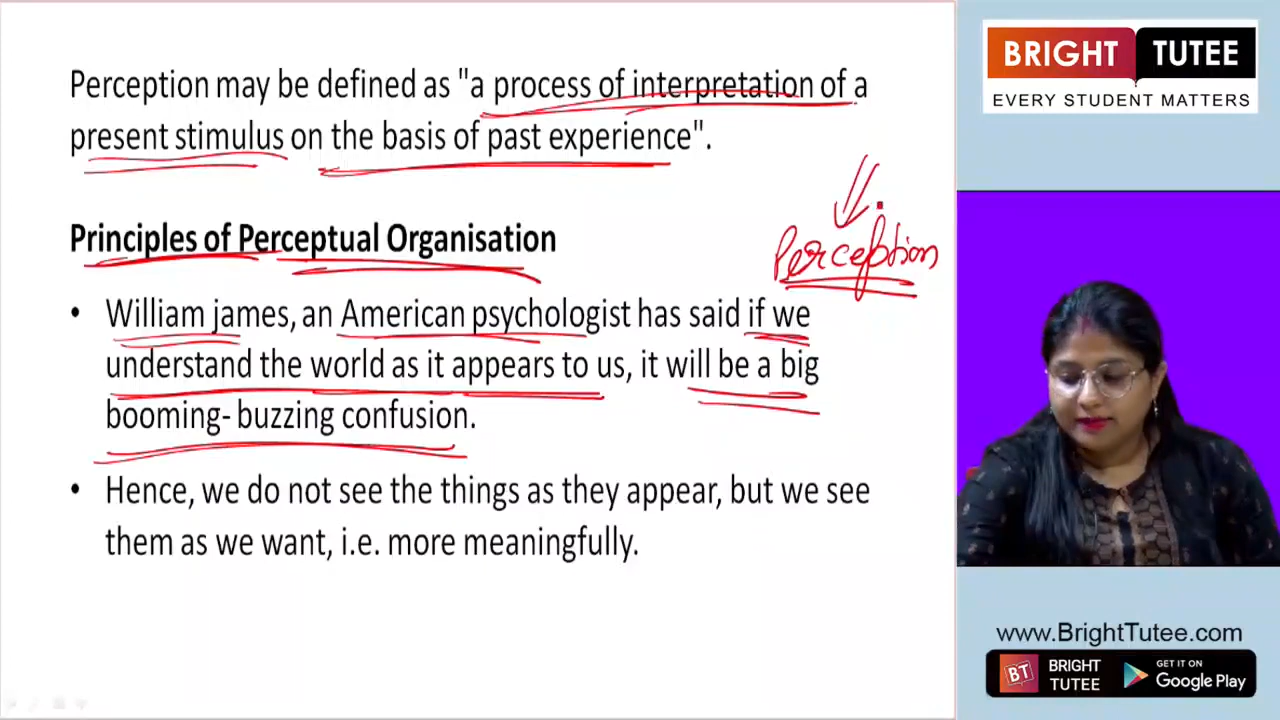 Perception may be defined as "a process of interpretation of a
present stimulus on the basis of past experience".
Perception
Principles of Perceptual Organisation
• William james, an American psychologist has said if we
understand the world as it appears to us, it will be a big
booming- buzzing confusion.
• Hence, we do not see the things as they appear, but we see
them as we want, i.e. more meaningfully.
BRIGHT TUTEE
EVERY STUDENT MATTERS
www.BrightTutee.com
BT BRIGHT TUTEE
GET IT ON
Google Play